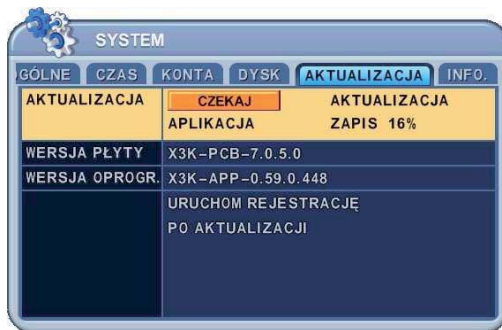 SYSTEM
GÓLNE CZAS KONTA DYSK AKTUALIZACJA INFO.
AKTUALIZACJA CZEKAJ AKTUALIZACJA
APLIKACJA ZAPIS 16%
WERSJA PŁYTY X3K-PCB-7.0.5.0
WERSJA OPROGR. X3K-APP-0.59.0.448
URUCHOM REJESTRACJĘ
PO AKTUALIZACJI